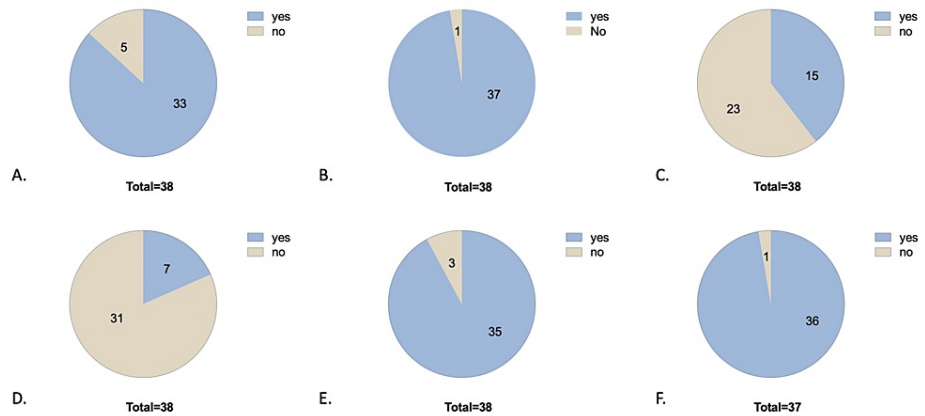 yes
no
5
33
A.
Total=38
yes
No
1
37
B.
Total=38
yes
no
15
23
C.
Total=38
yes
no
7
31
D.
Total=38
yes
no
3
35
E.
Total=38
yes
no
1
36
F.
Total=37